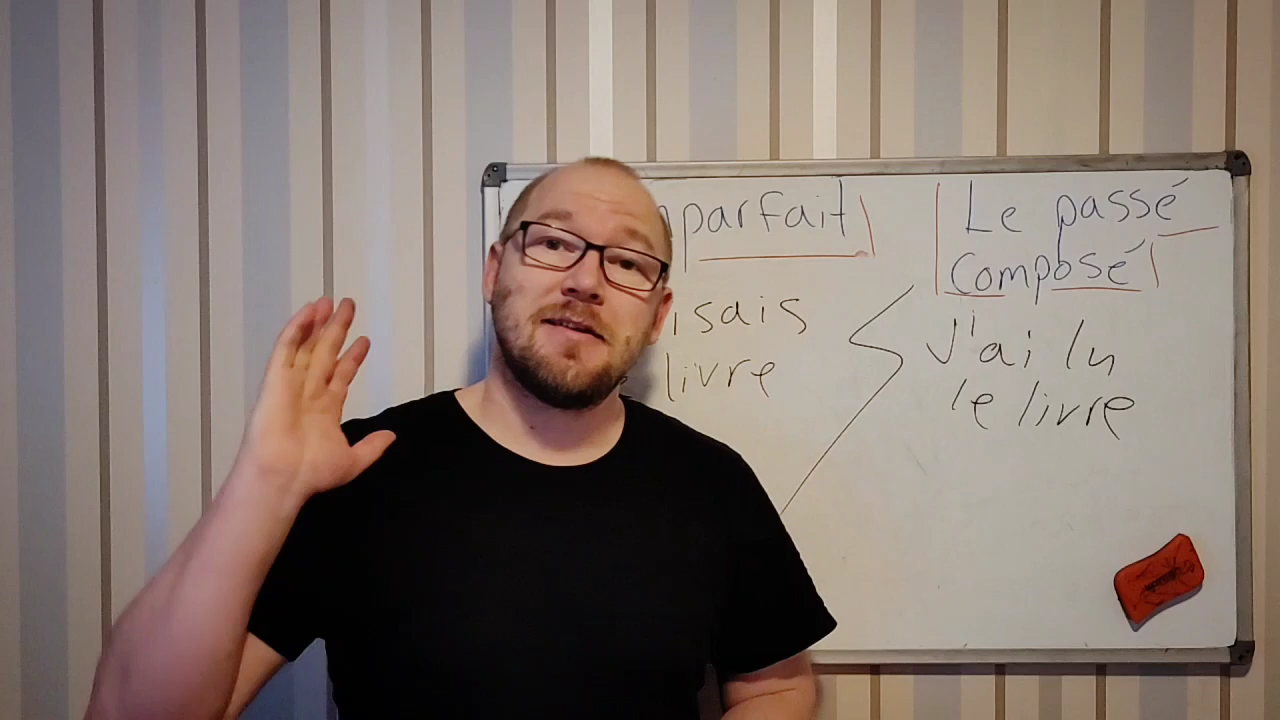 parfait
Le passé
composé
isais
livre
J'ai lu
le livre